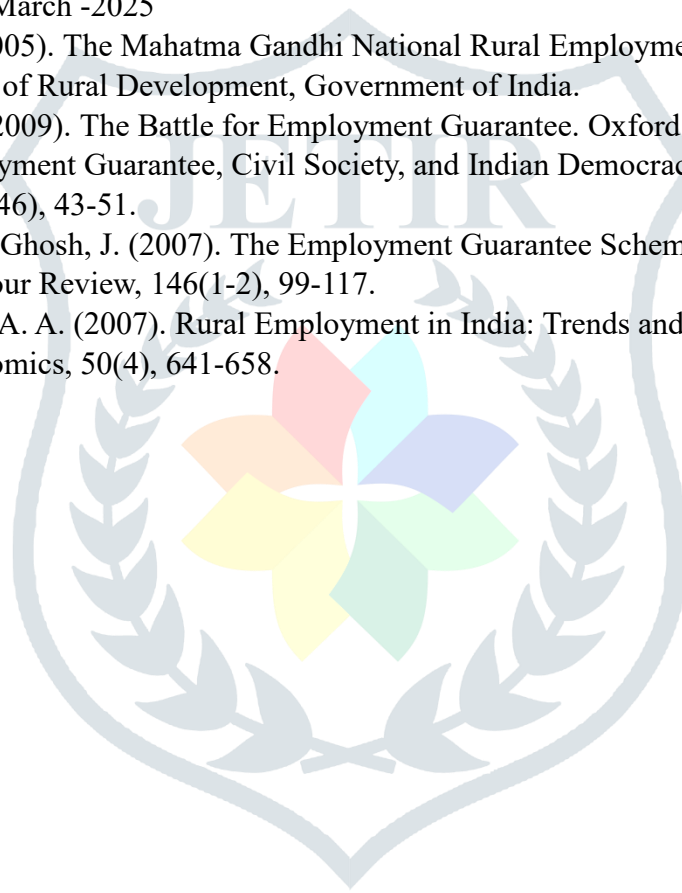 March -2025
005). The Mahatma Gandhi National Rural Employme
of Rural Development, Government of India.
2009). The Battle for Employment Guarantee. Oxford
yment Guarantee, Civil Society, and Indian Democrac
46), 43-51.
JETIR
Ghosh, J. (2007). The Employment Guarantee Schem
our Review, 146(1-2), 99-117.
A. A. (2007). Rural Employment in India: Trends and
omics, 50(4), 641-658.